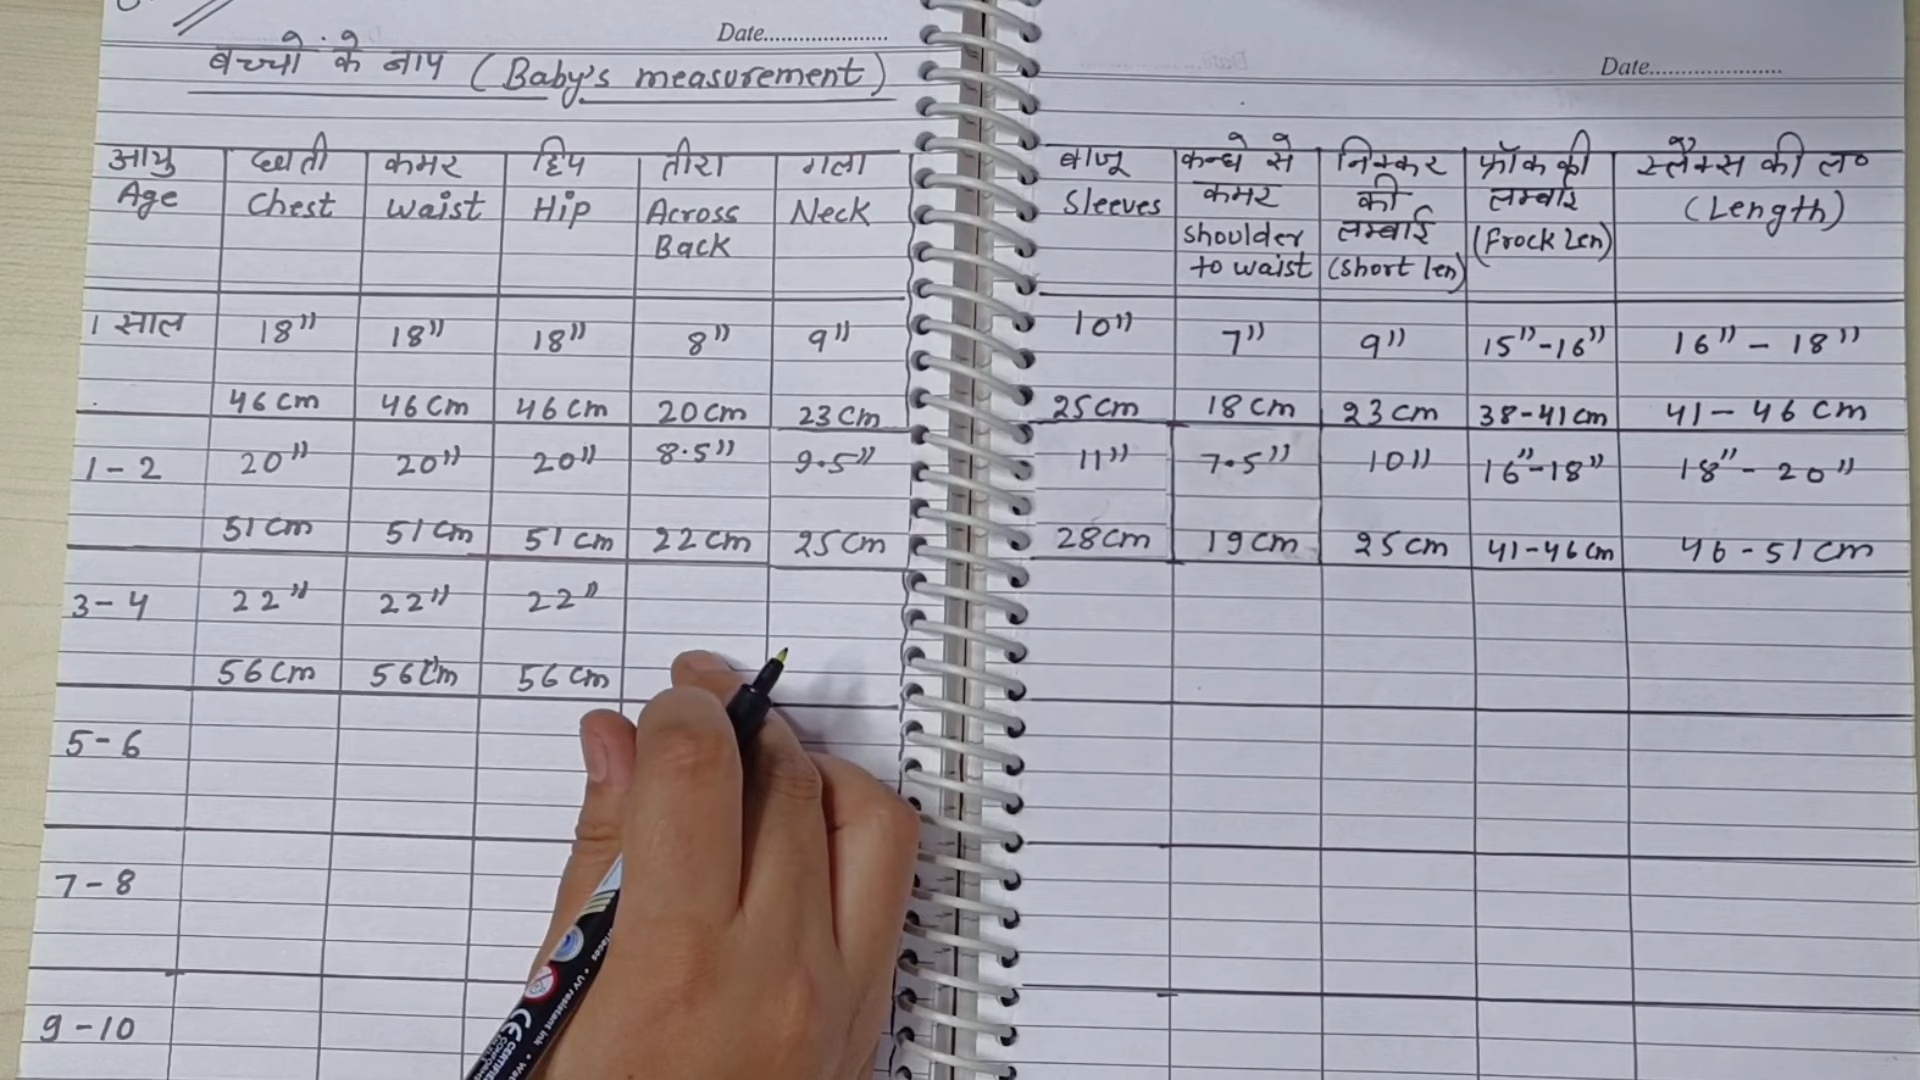 Date....................
बच्चों के नाप (Baby's measurement)
आयु छाती कमर हिप तीरा गला
Age Chest Waist Hip Across Back Neck
1 साल 18" 18" 18" 8" 9"
46 cm 46 cm 46 cm 20 cm 23 cm
1-2 20" 20" 20" 8.5" 9.5"
51 cm 51 cm 51 cm 22 cm 25 cm
3-4 22" 22" 22"
56 cm 56 cm 56 cm
5-6
7-8
9-10
Date....................
बाजू कन्धे से कमर निक्कर की लम्बाई फ्रॉक की लम्बाई स्लैक्स की ल०
Sleeves Shoulder to waist (Short len) (Frock Len) (Length)
10" 7" 9" 15"-16" 16" - 18"
25 cm 18 cm 23 cm 38-41 cm 41 - 46 cm
11" 7.5" 10" 16"-18" 18" - 20"
28 cm 19 cm 25 cm 41-46 cm 46 - 51 cm